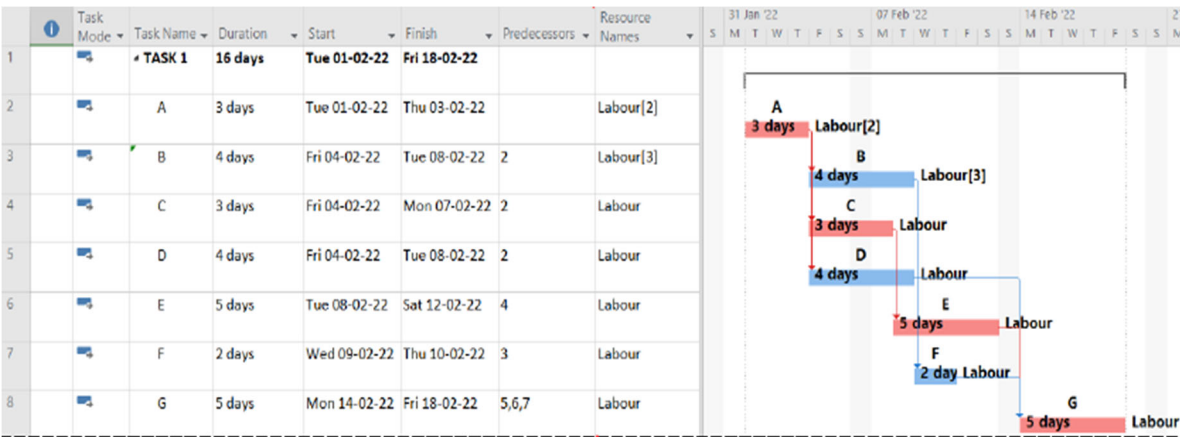 Task Mode Task Name Duration Start Finish Predecessors Resource Names
31 Jan '22 07 Feb '22 14 Feb '22 2
S M T W T F S S M T W T F S S M T W T F S S M
1 TASK 1 16 days Tue 01-02-22 Fri 18-02-22
2 A 3 days Tue 01-02-22 Thu 03-02-22 Labour[2]
A
3 days Labour[2]
3 B 4 days Fri 04-02-22 Tue 08-02-22 2 Labour[3]
B
4 days Labour[3]
4 C 3 days Fri 04-02-22 Mon 07-02-22 2 Labour
C
3 days Labour
5 D 4 days Fri 04-02-22 Tue 08-02-22 2 Labour
D
4 days Labour
6 E 5 days Tue 08-02-22 Sat 12-02-22 4 Labour
E
5 days Labour
7 F 2 days Wed 09-02-22 Thu 10-02-22 3 Labour
F
2 day Labour
8 G 5 days Mon 14-02-22 Fri 18-02-22 5,6,7 Labour
G
5 days Labour